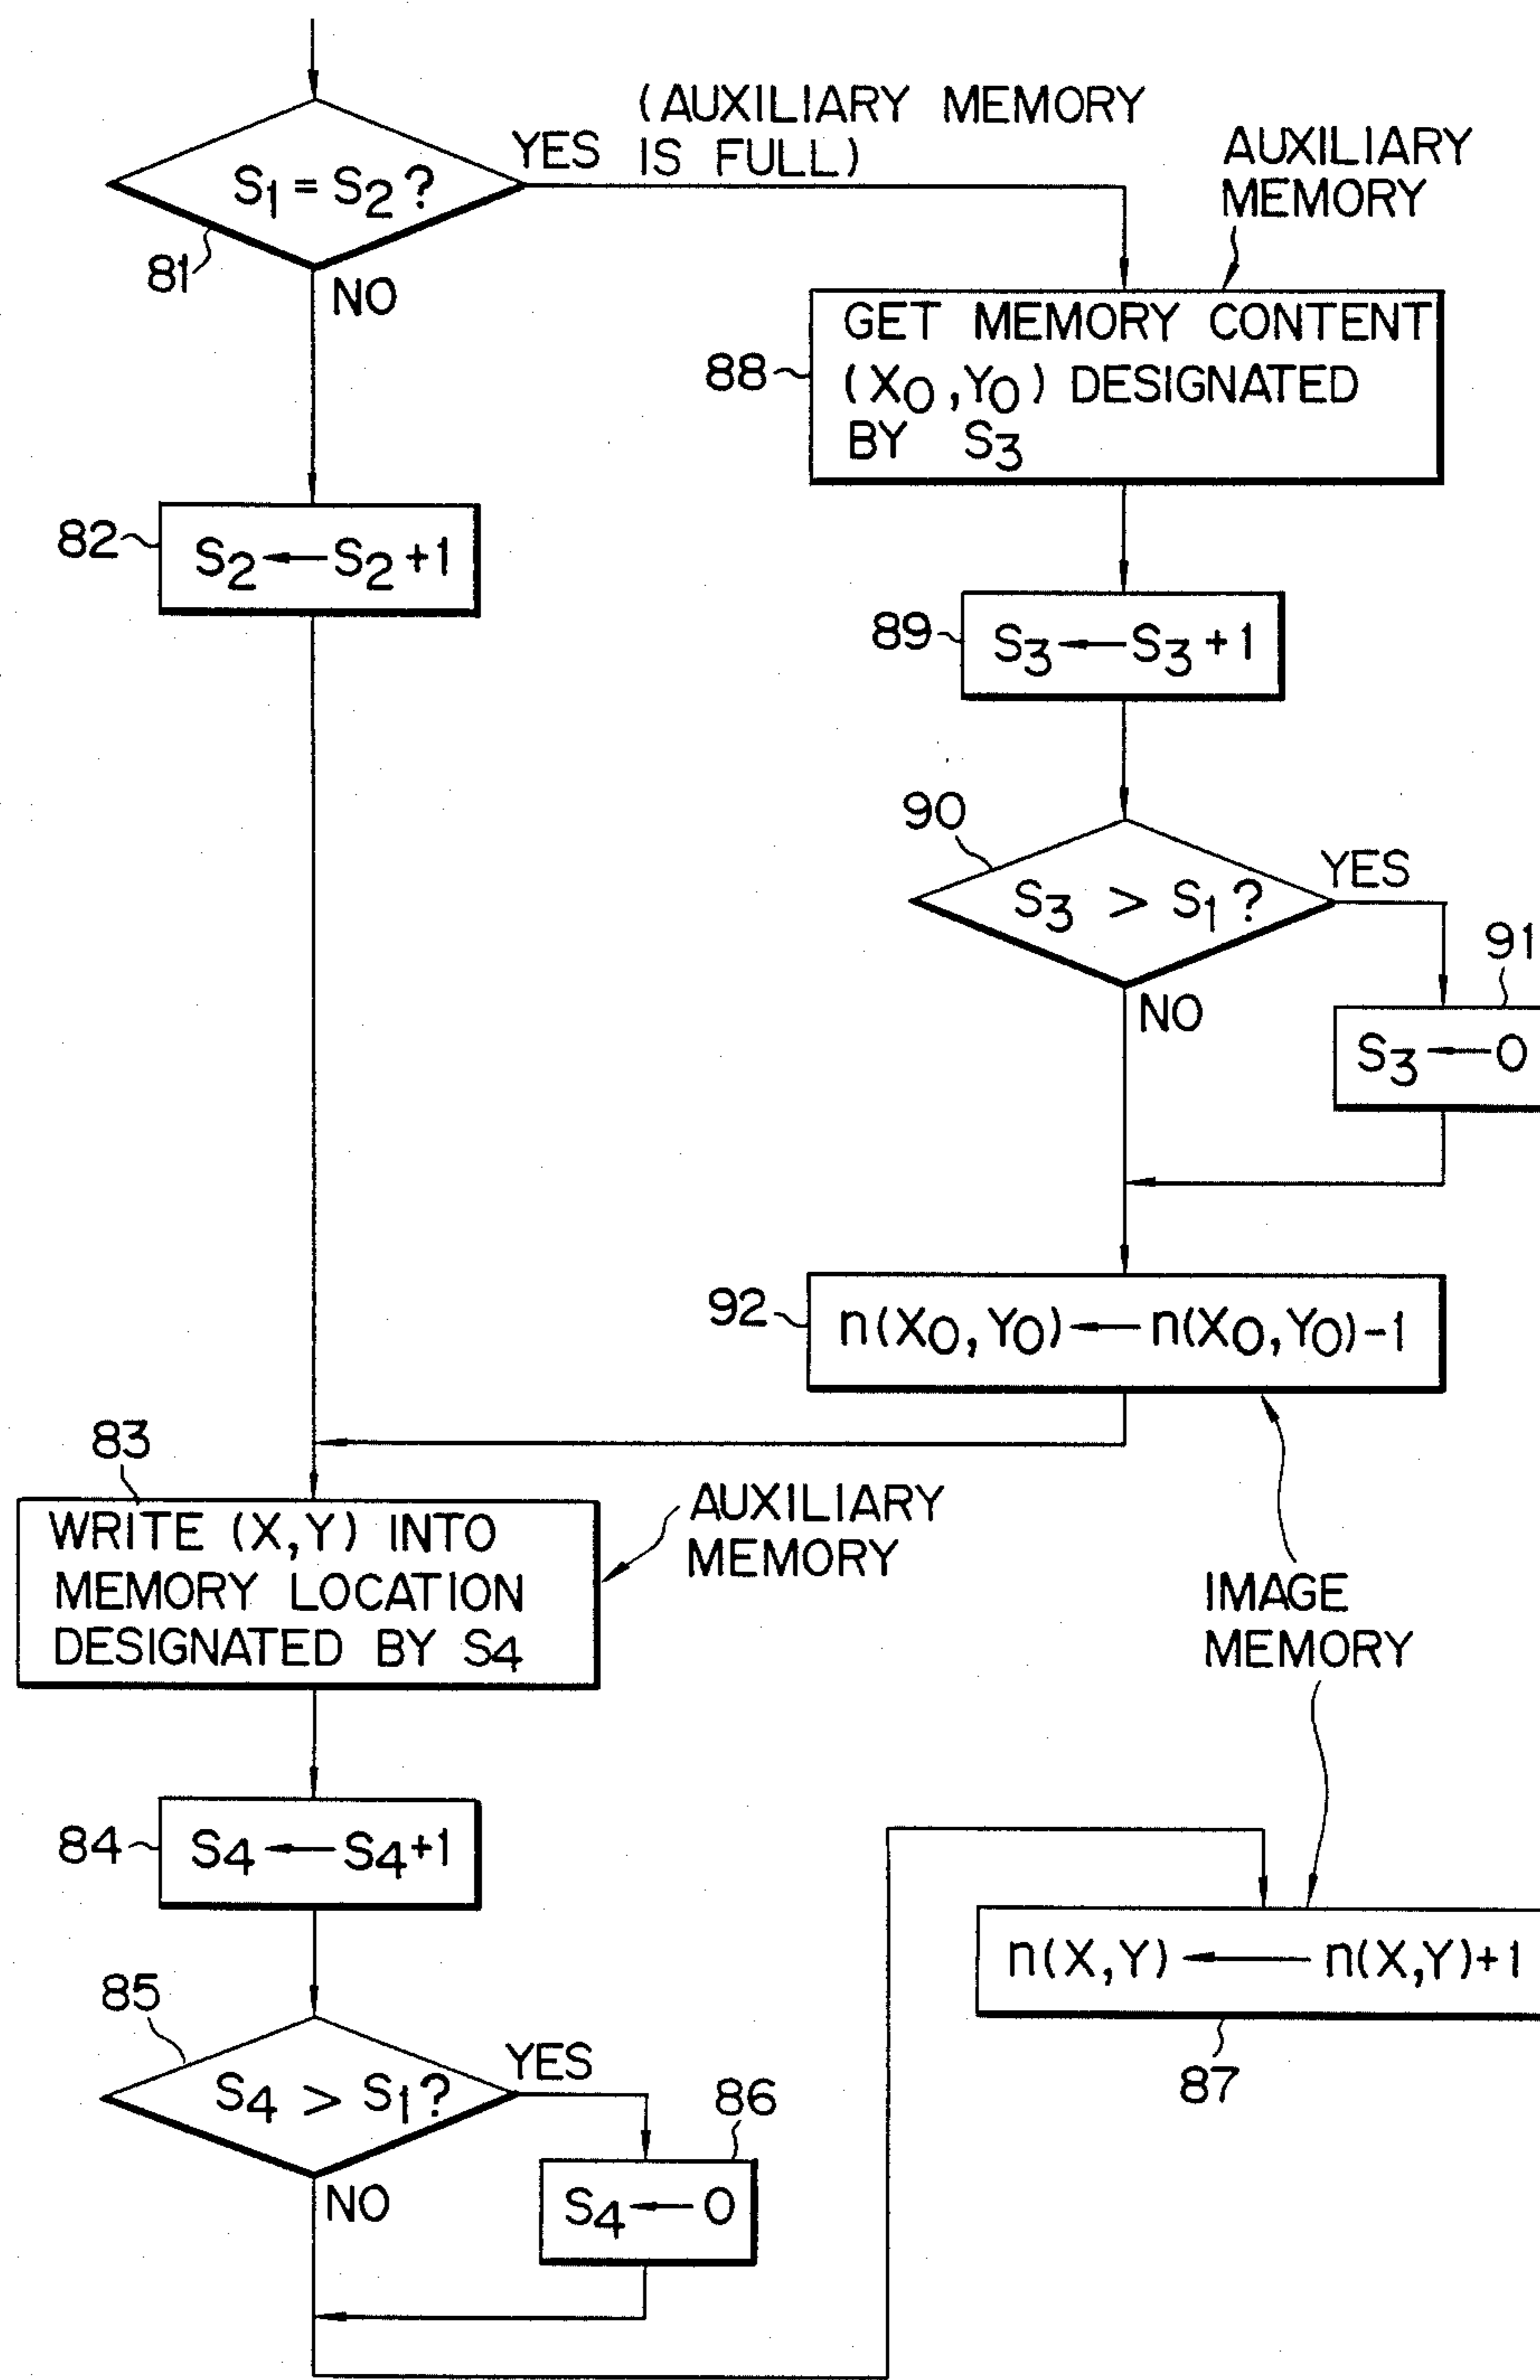 (AUXILIARY MEMORY
YES IS FULL)
AUXILIARY
MEMORY
S₁ = S₂ ?
81
NO
GET MEMORY CONTENT
88
(X₀, Y₀) DESIGNATED
BY S₃
82
S₂ ← S₂ + 1
89
S₃ ← S₃ + 1
90
YES
S₃ > S₁ ?
91
NO
S₃ ← 0
92
n(X₀, Y₀) ← n(X₀, Y₀) - 1
83
AUXILIARY
MEMORY
WRITE (X, Y) INTO
MEMORY LOCATION
DESIGNATED BY S₄
IMAGE
MEMORY
84
S₄ ← S₄ + 1
n(X, Y) ← n(X, Y) + 1
87
85
YES
S₄ > S₁ ?
86
NO
S₄ ← 0